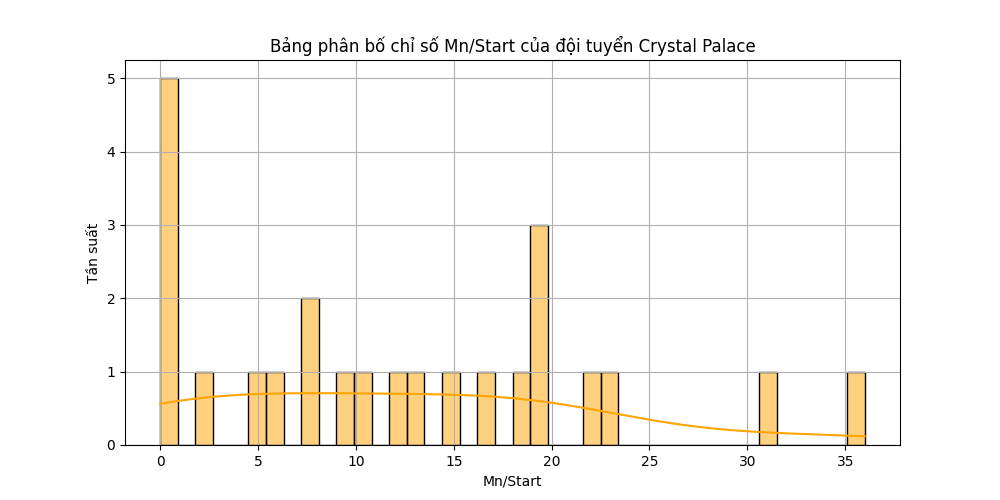 Bảng phân bố chỉ số Mn/Start của đội tuyển Crystal Palace
Tần suất
5
4
3
2
1
0
0 5 10 15 20 25 30 35
Mn/Start